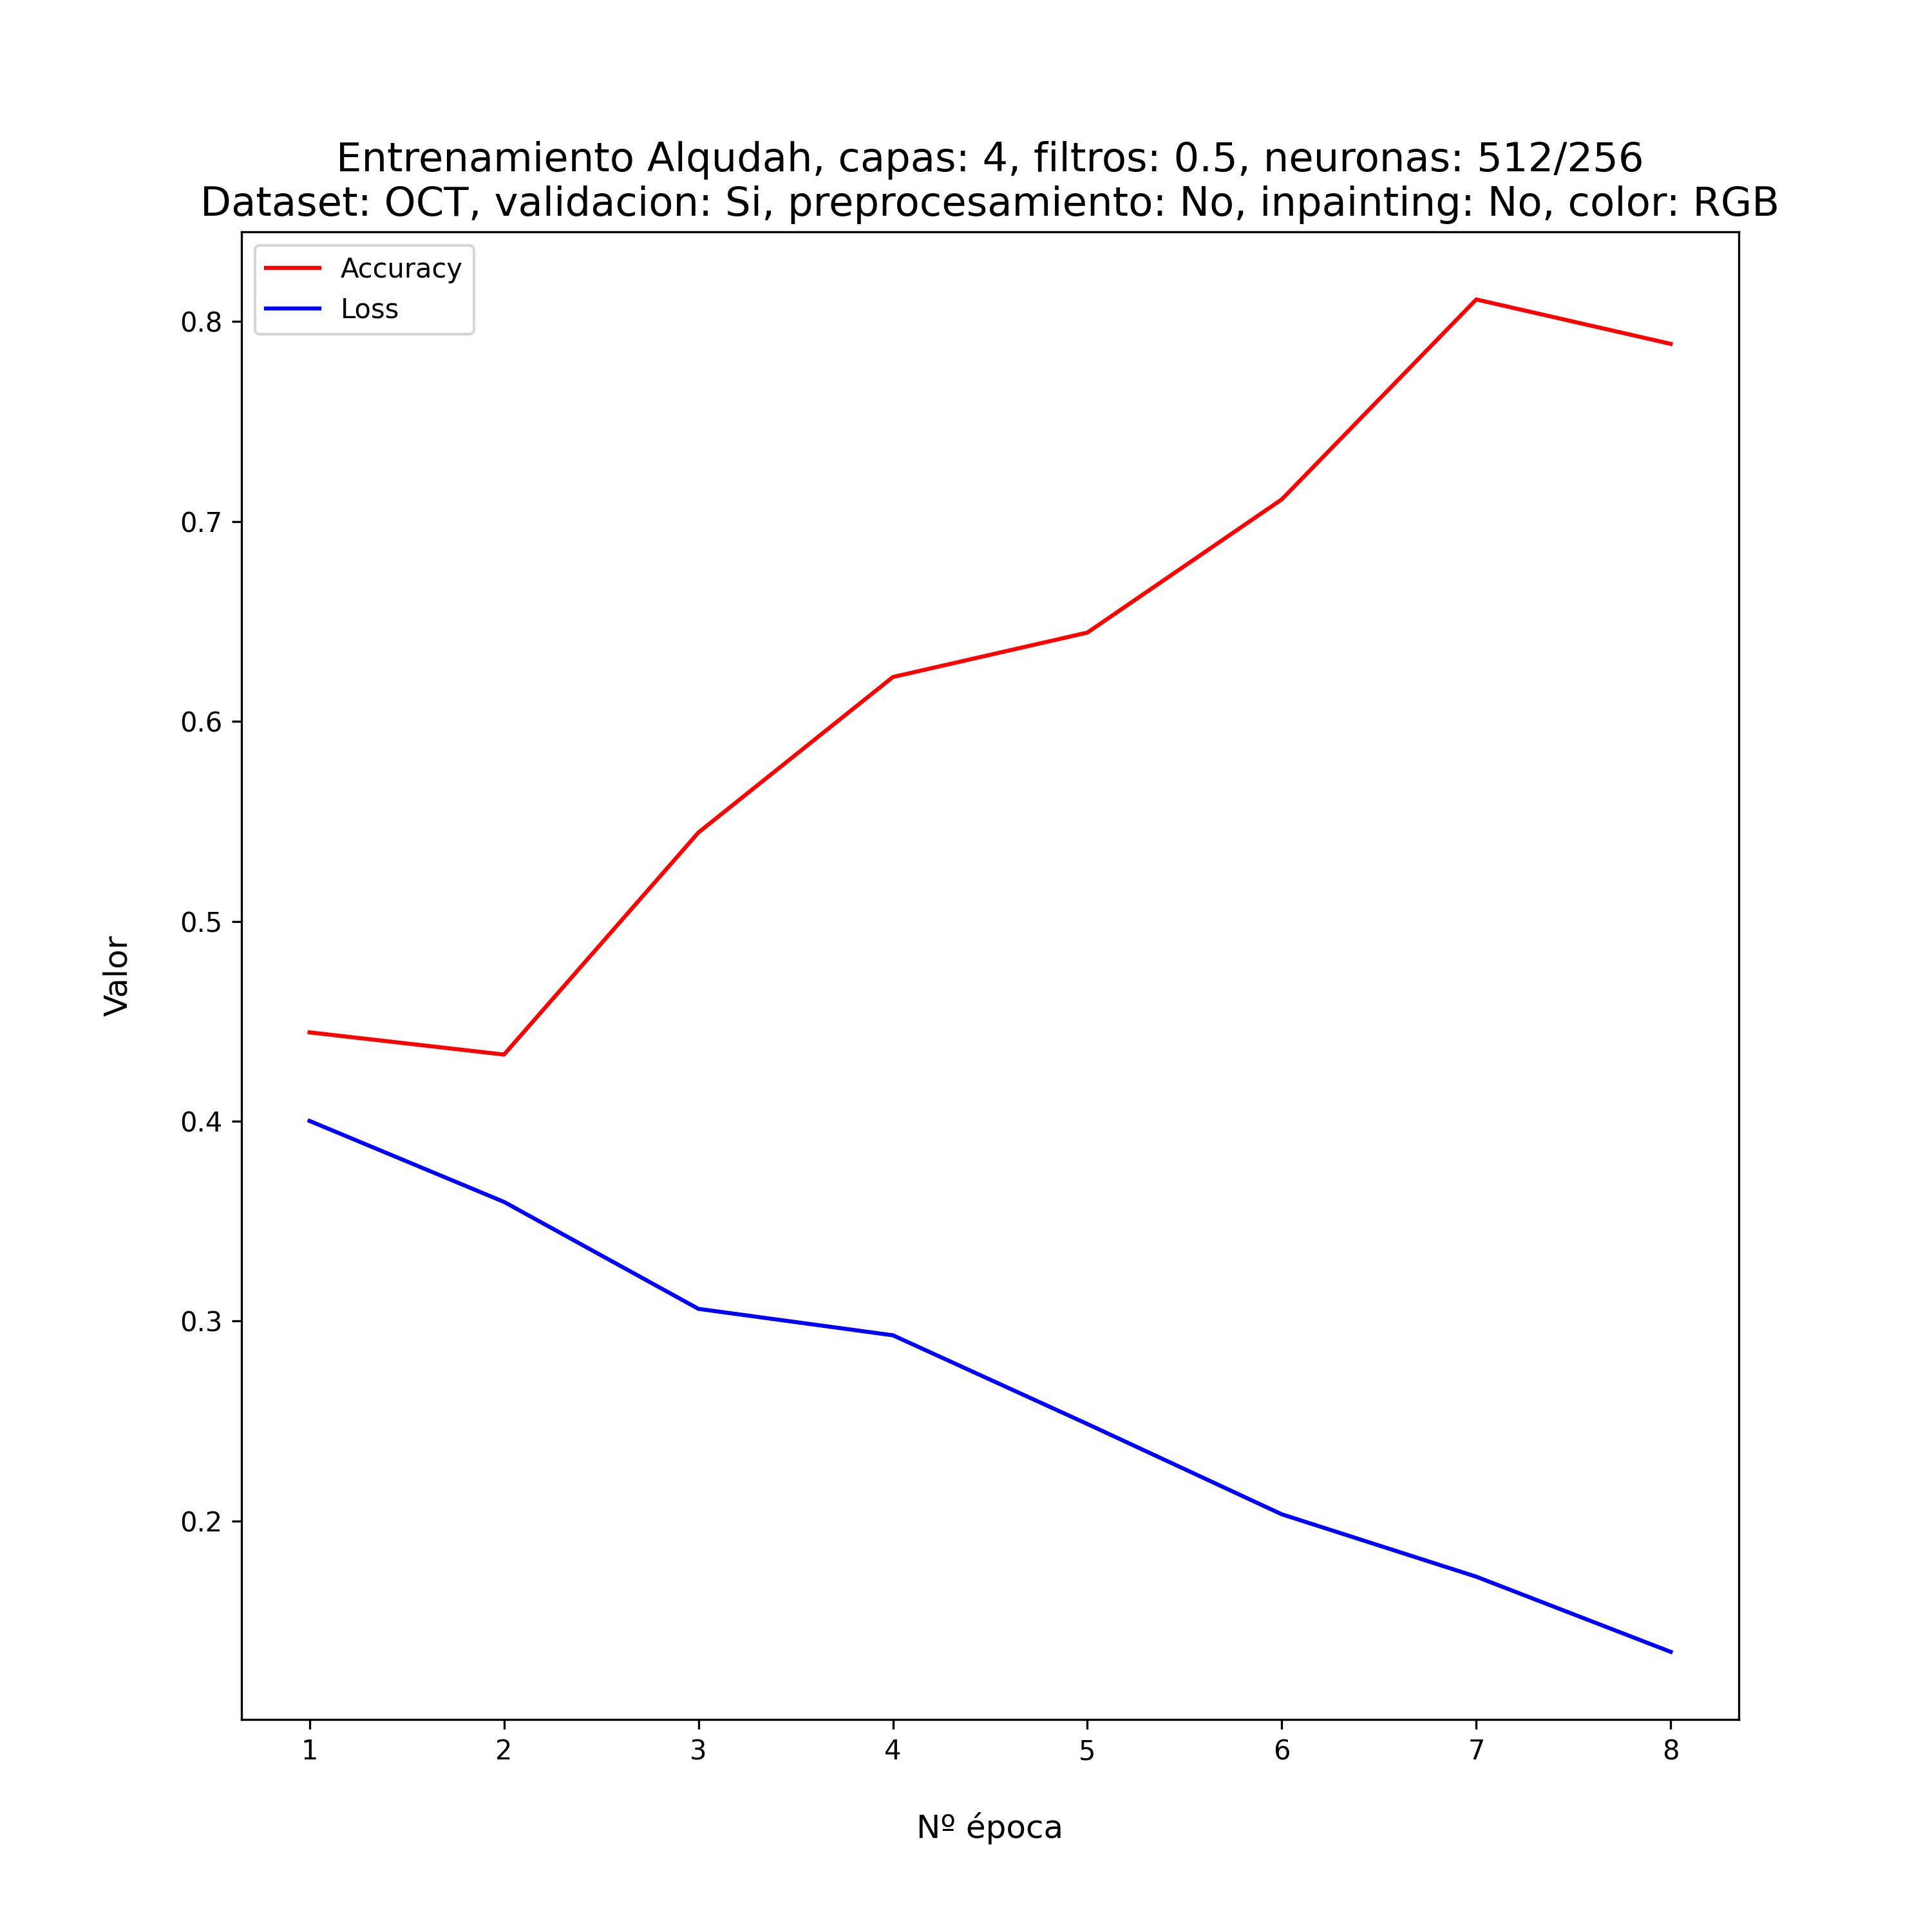 Entrenamiento Alqudah, capas: 4, filtros: 0.5, neuronas: 512/256
Dataset: OCT, validacion: Si, preprocesamiento: No, inpainting: No, color: RGB
Accuracy
Loss
0.8
0.7
0.6
0.5
0.4
0.3
0.2
Valor
1 2 3 4 5 6 7 8
Nº época